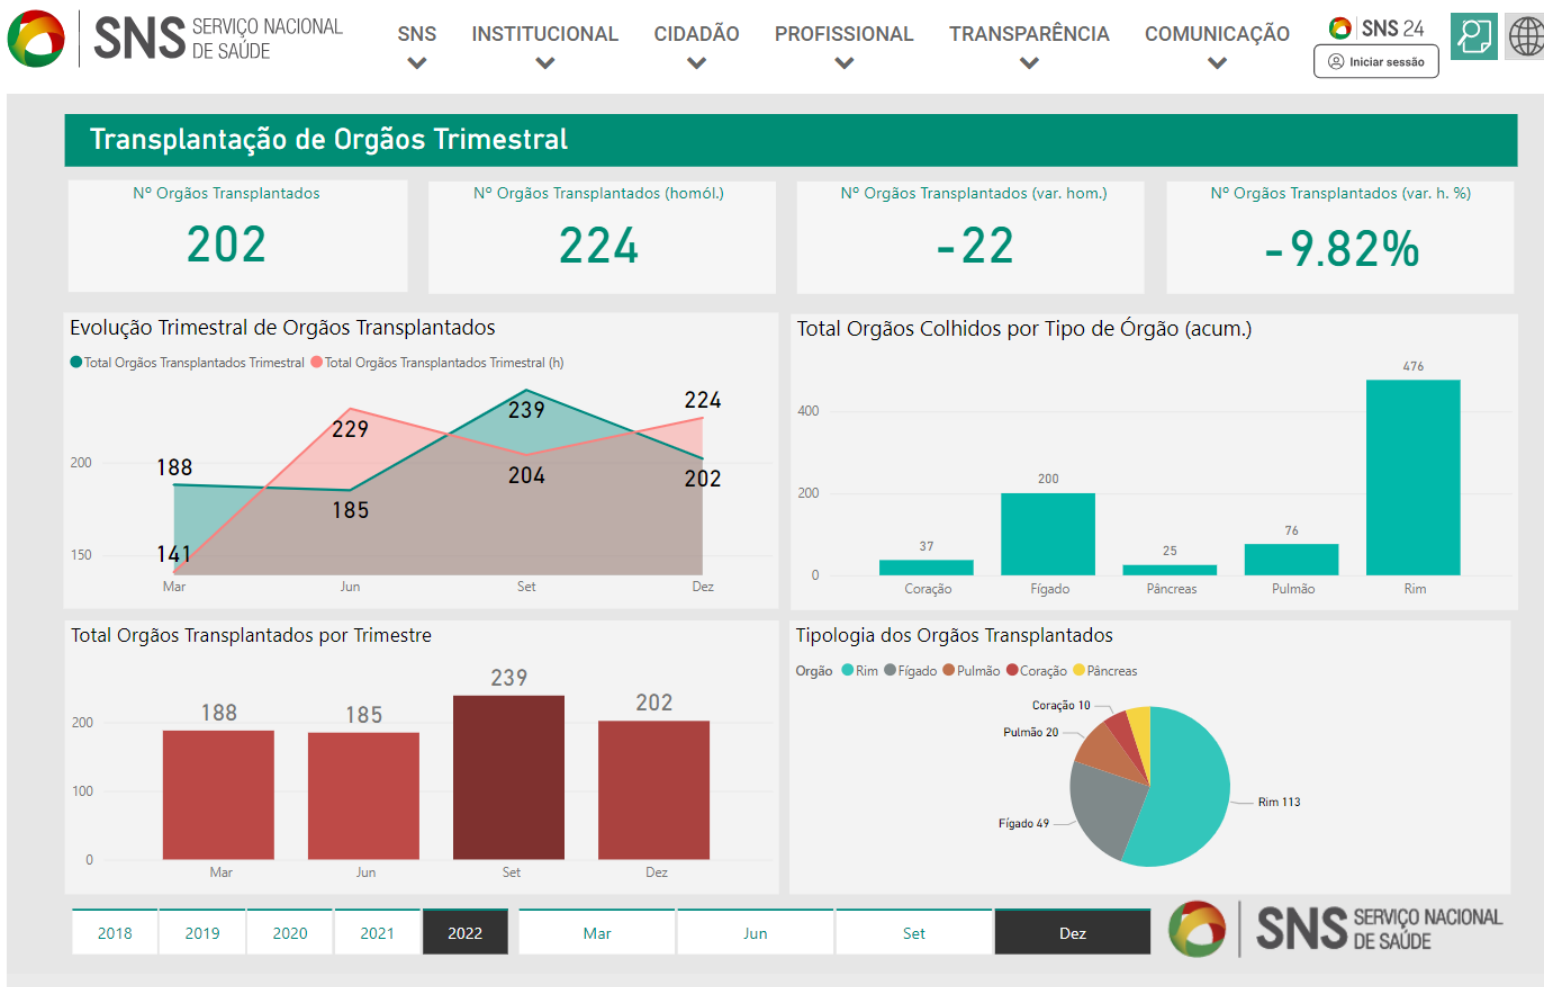 SNS SERVIÇO NACIONAL
DE SAÚDE
SNS
INSTITUCIONAL
CIDADÃO
PROFISSIONAL
TRANSPARÊNCIA
COMUNICAÇÃO
SNS 24
Iniciar sessão
Transplantação de Orgãos Trimestral
Nº Orgãos Transplantados
202
Nº Orgãos Transplantados (homól.)
224
Nº Orgãos Transplantados (var. hom.)
-22
Nº Orgãos Transplantados (var. h. %)
-9.82%
Evolução Trimestral de Orgãos Transplantados
Total Orgãos Transplantados Trimestral
Total Orgãos Transplantados Trimestral (h)
200
150
188
141
229
185
239
204
224
202
Mar
Jun
Set
Dez
Total Orgãos Colhidos por Tipo de Órgão (acum.)
400
200
0
37
200
25
76
476
Coração
Fígado
Pâncreas
Pulmão
Rim
Total Orgãos Transplantados por Trimestre
200
100
0
188
185
239
202
Mar
Jun
Set
Dez
Tipologia dos Orgãos Transplantados
Orgão Rim Fígado Pulmão Coração Pâncreas
Coração 10
Pulmão 20
Fígado 49
Rim 113
2018
2019
2020
2021
2022
Mar
Jun
Set
Dez
SNS SERVIÇO NACIONAL
DE SAÚDE